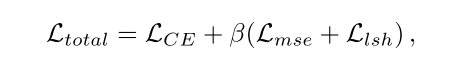 ℒ_{total} = ℒ_{CE} + β(ℒ_{mse} + ℒ_{lsh}) ,